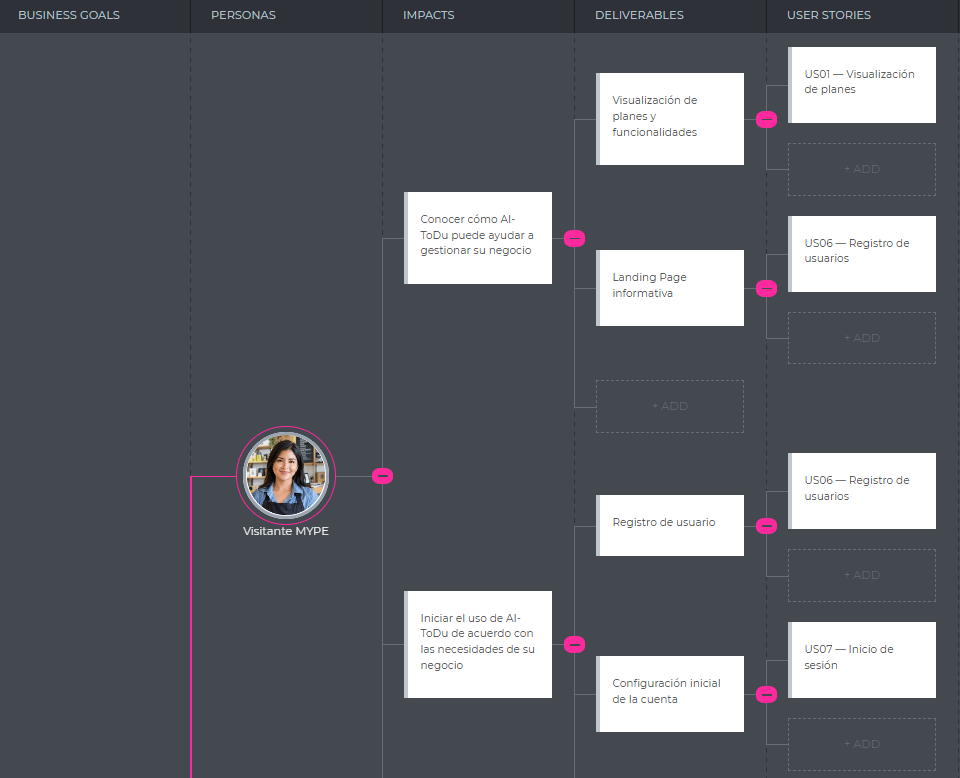 BUSINESS GOALS
PERSONAS
IMPACTS
DELIVERABLES
USER STORIES
Visitante MYPE
Conocer cómo AI-
ToDu puede ayudar a
gestionar su negocio
Visualización de
planes y
funcionalidades
US01 — Visualización
de planes
+ ADD
Landing Page
informativa
US06 — Registro de
usuarios
+ ADD
+ ADD
Iniciar el uso de AI-
ToDu de acuerdo con
las necesidades de su
negocio
Registro de usuario
US06 — Registro de
usuarios
+ ADD
Configuración inicial
de la cuenta
US07 — Inicio de
sesión
+ ADD